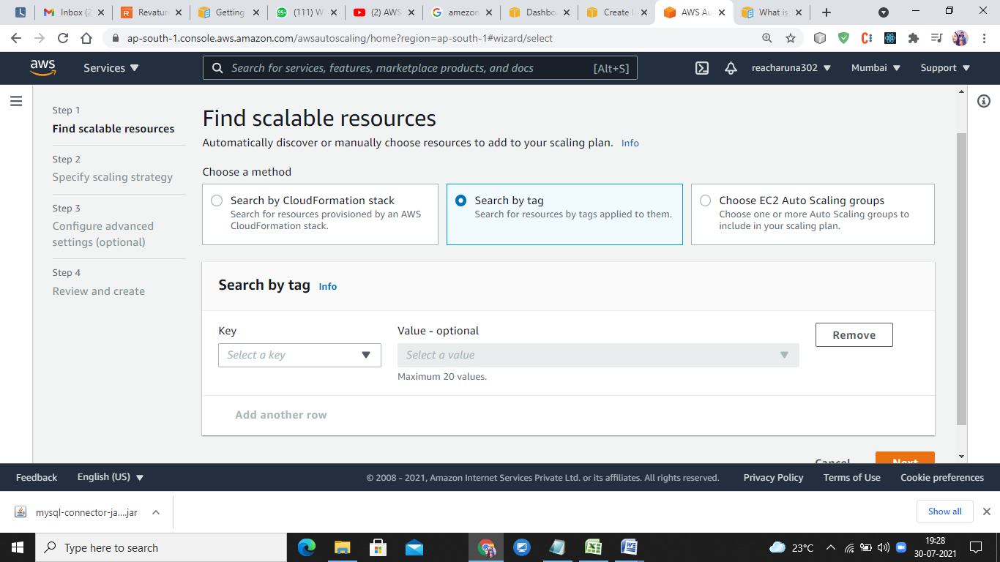 Inbox (2
Revatur
Getting
99+
(111) W
(2) AWS
amezon
Dashbo
Create l
AWS Au
What is
ap-south-1.console.aws.amazon.com/awsautoscaling/home?region=ap-south-1#wizard/select
aws
Services
Search for services, features, marketplace products, and docs
[Alt+S]
reacharuna302
Mumbai
Support
Step 1
Find scalable resources
Step 2
Specify scaling strategy
Step 3
Configure advanced
settings (optional)
Step 4
Review and create
Find scalable resources
Automatically discover or manually choose resources to add to your scaling plan. Info
Choose a method
Search by CloudFormation stack
Search for resources provisioned by an AWS
CloudFormation stack.
Search by tag
Search for resources by tags applied to them.
Choose EC2 Auto Scaling groups
Choose one or more Auto Scaling groups to
include in your scaling plan.
Search by tag Info
Key
Select a key
Value - optional
Select a value
Maximum 20 values.
Remove
Add another row
Cancel
Next
Feedback
English (US)
© 2008 - 2021, Amazon Internet Services Private Ltd. or its affiliates. All rights reserved.
Privacy Policy
Terms of Use
Cookie preferences
mysql-connector-ja....jar
Show all
Type here to search
23°C
19:28
30-07-2021